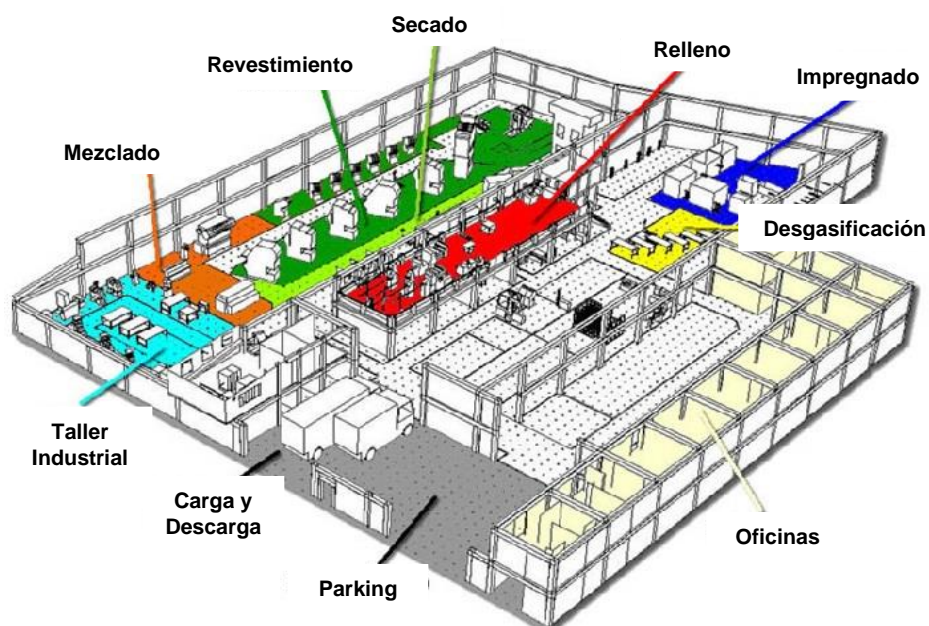 Secado
Revestimiento
Relleno
Impregnado
Mezclado
Desgasificación
Taller
Industrial
Carga y
Descarga
Oficinas
Parking